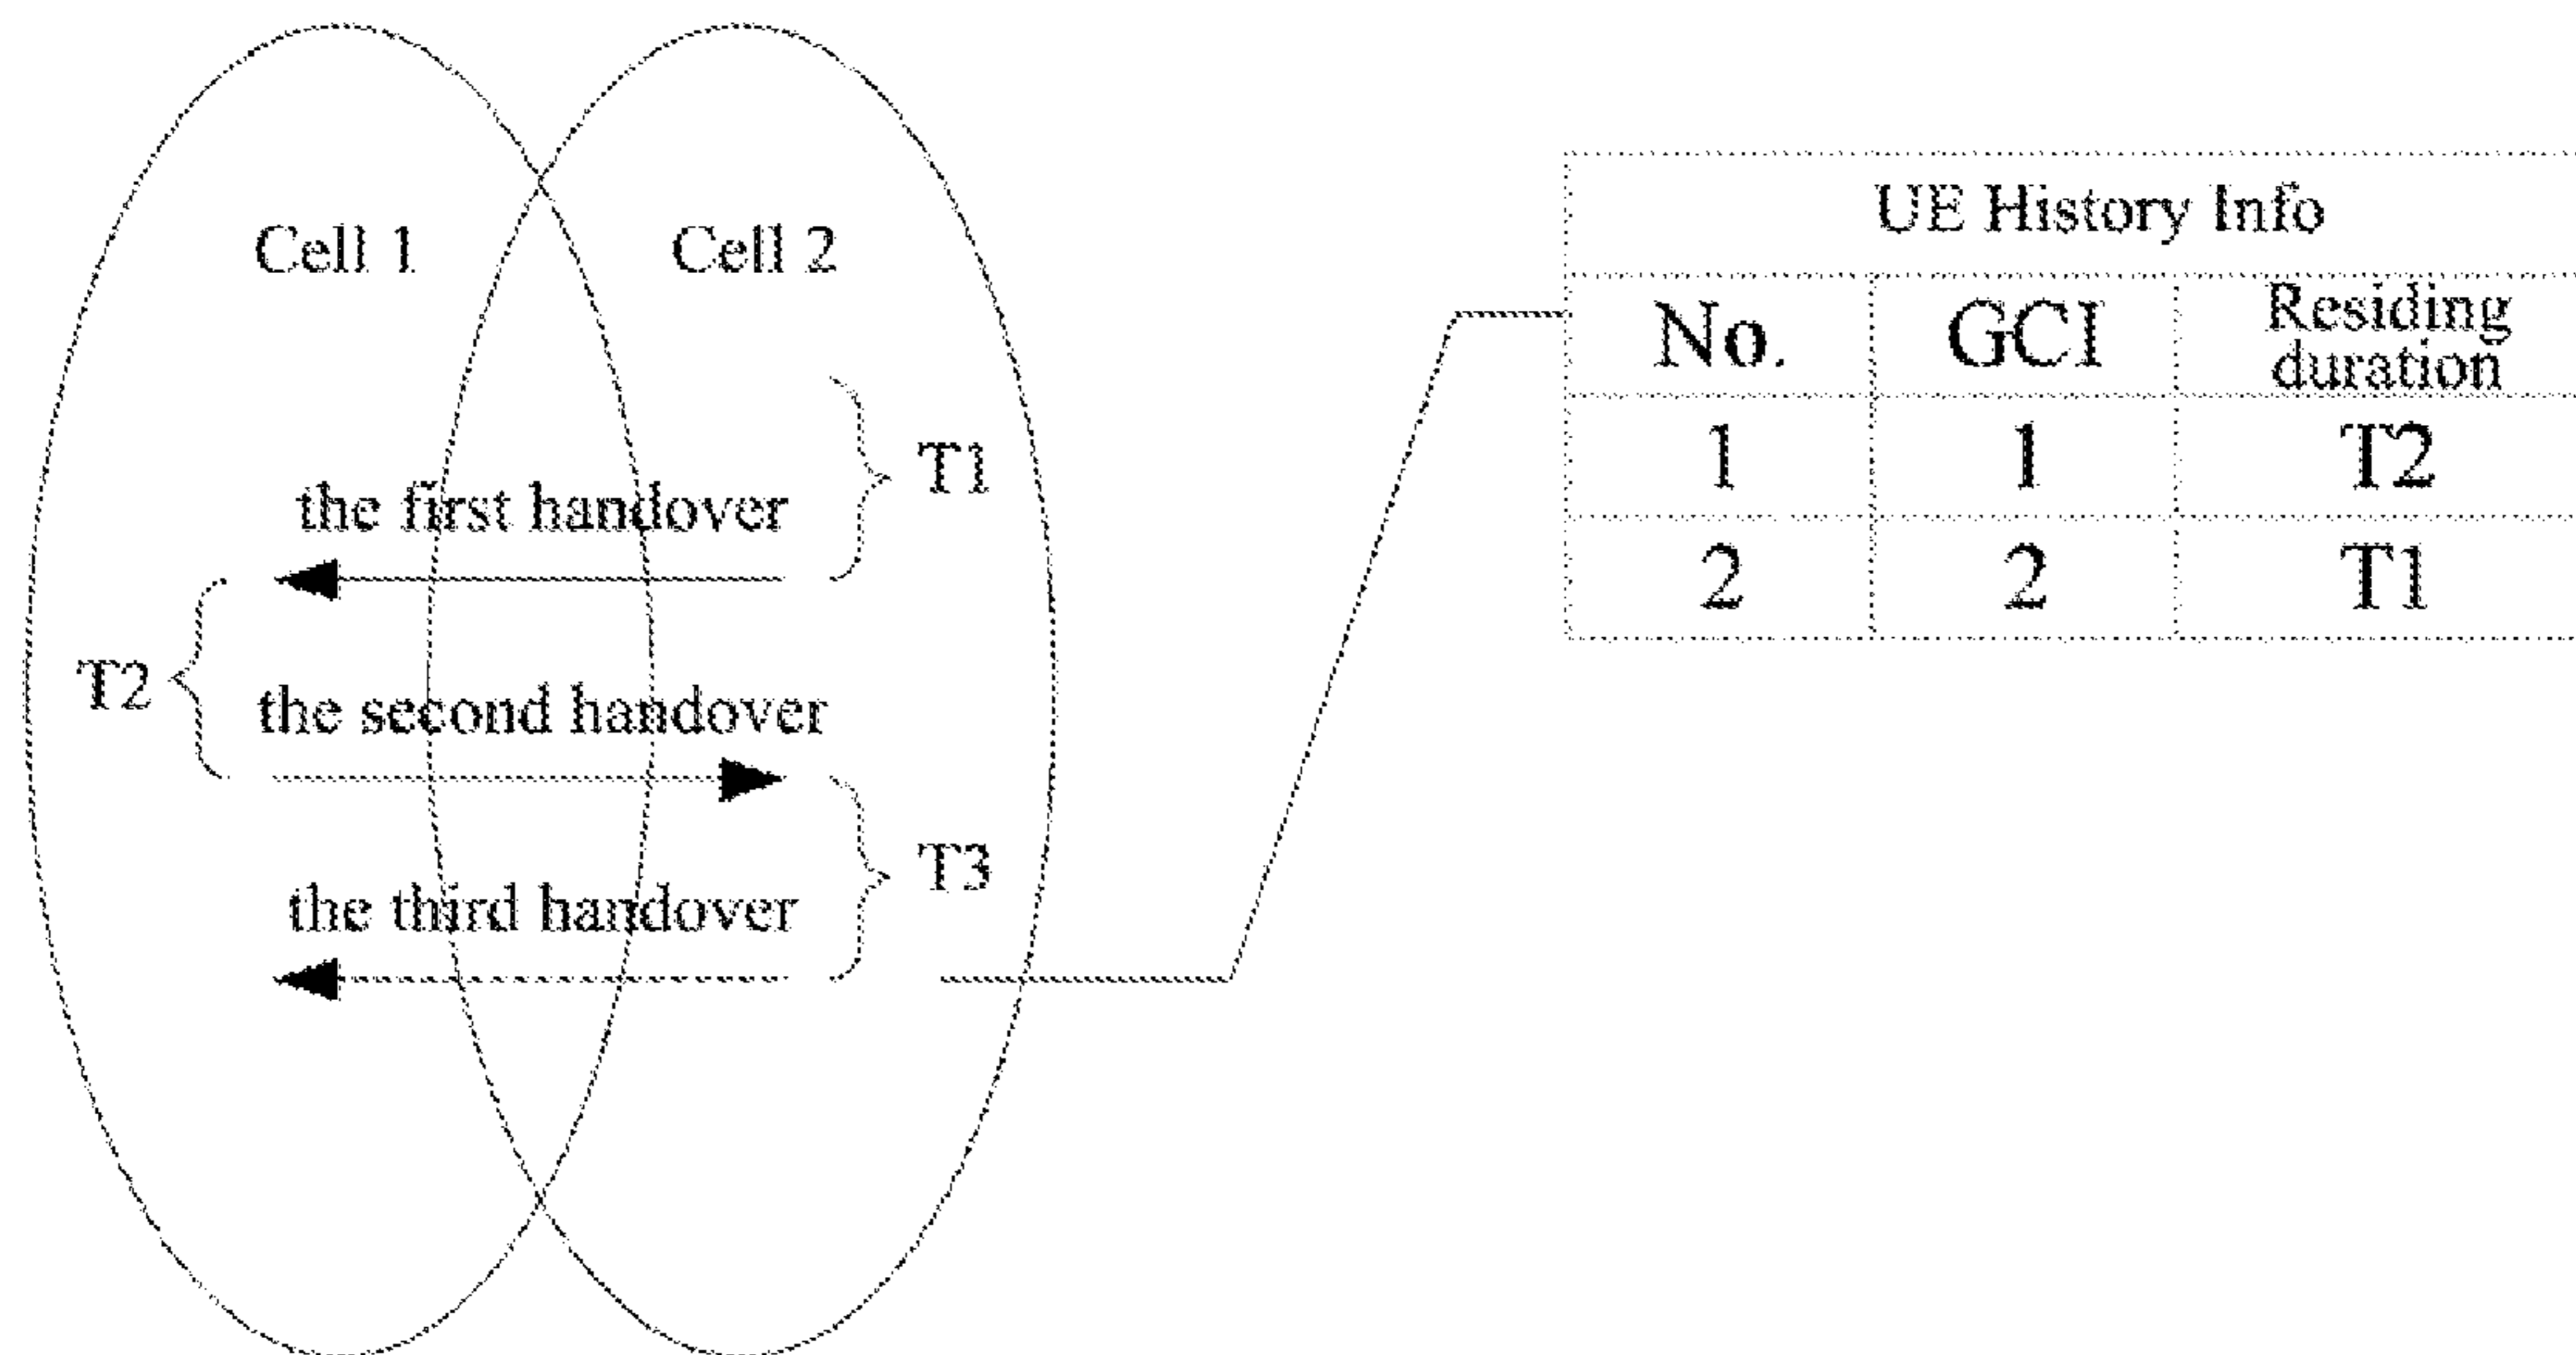 Cell 1
Cell 2
T1
the first handover
T2
the second handover
T3
the third handover
UE History Info
No. GCI Residing duration
1 1 T2
2 2 T1